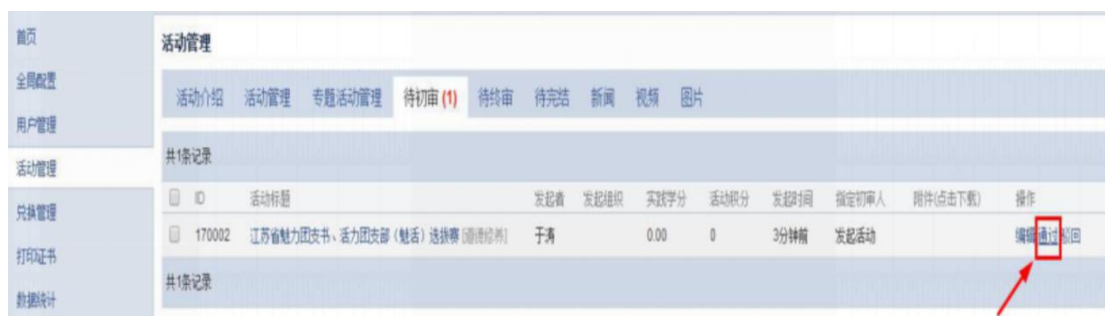 首页
全局配置
用户管理
活动管理
兑换管理
打印证书
数据统计
活动管理
活动介绍 活动管理 专题活动管理 待初审 (1) 待终审 待完结 新闻 视频 图片
共1条记录
ID 活动标题 发起者 发起组织 实践学分 活动积分 发起时间 指定初审人 附件(点击下载) 操作
170002 江苏省魅力团支书、活力团支部（魅活）选拔赛 [道德修养] 于涛 0.00 0 3分钟前 发起活动 编辑 通过 驳回
共1条记录